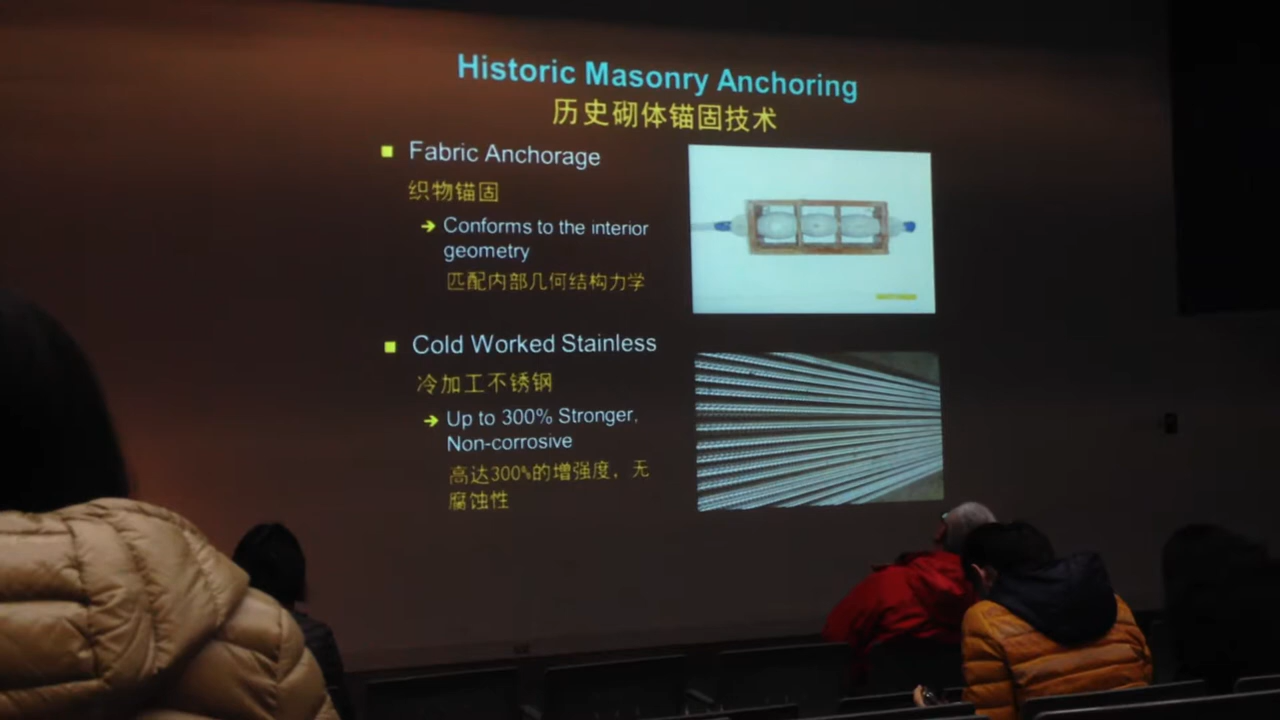 Historic Masonry Anchoring
历史砌体锚固技术
Fabric Anchorage
织物锚固
Conforms to the interior
geometry
匹配内部几何结构力学
Cold Worked Stainless
冷加工不锈钢
Up to 300% Stronger,
Non-corrosive
高达300%的增强度，无
腐蚀性